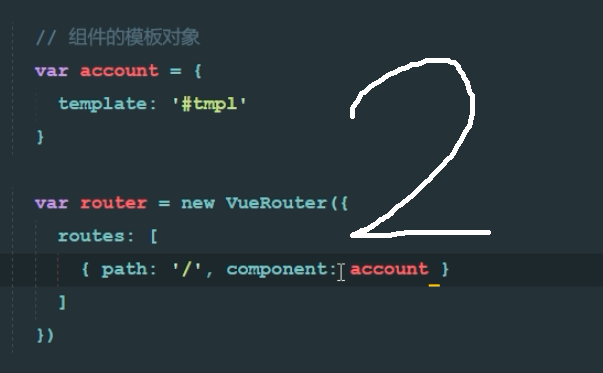 // 组件的模板对象
var account = {
  template: '#tmpl'
}
2
var router = new VueRouter({
  routes: [
    { path: '/', component: account }
  ]
})